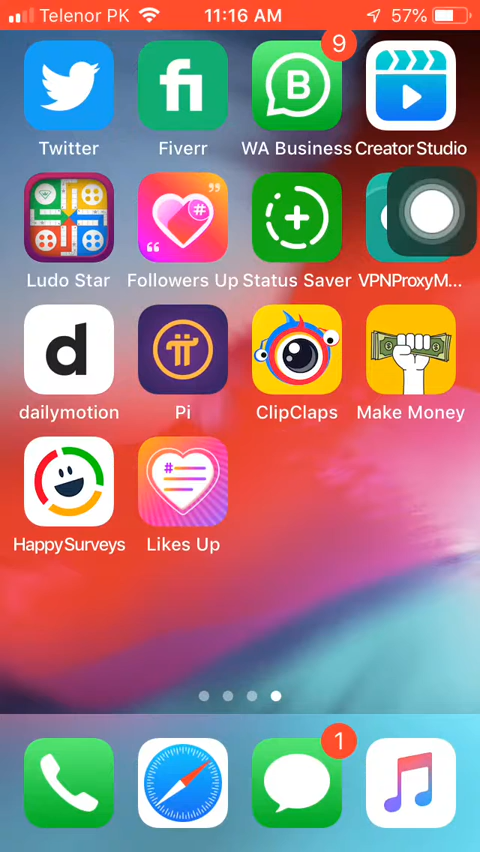 Telenor PK 11:16 AM 57%
9
fi B
Twitter Fiverr WA Business Creator Studio
# ”
“
Ludo Star Followers Up Status Saver VPNProxyM...
d
dailymotion Pi ClipClaps Make Money
#
HappySurveys Likes Up
1